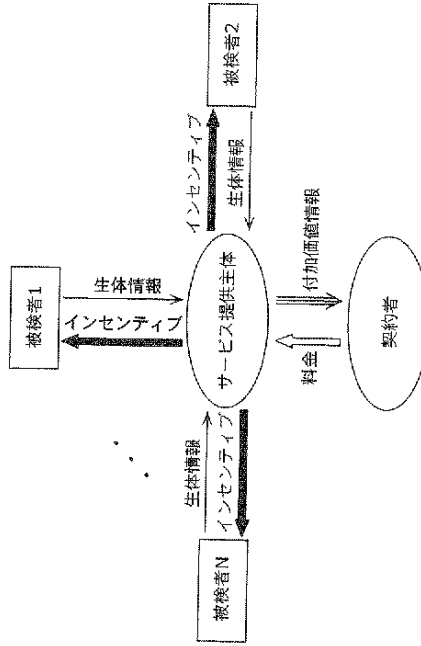 被検者1
生体情報
インセンティブ
被検者2
インセンティブ
生体情報
サービス提供主体
生体情報
インセンティブ
被検者N
付加価値情報
料金
契約者